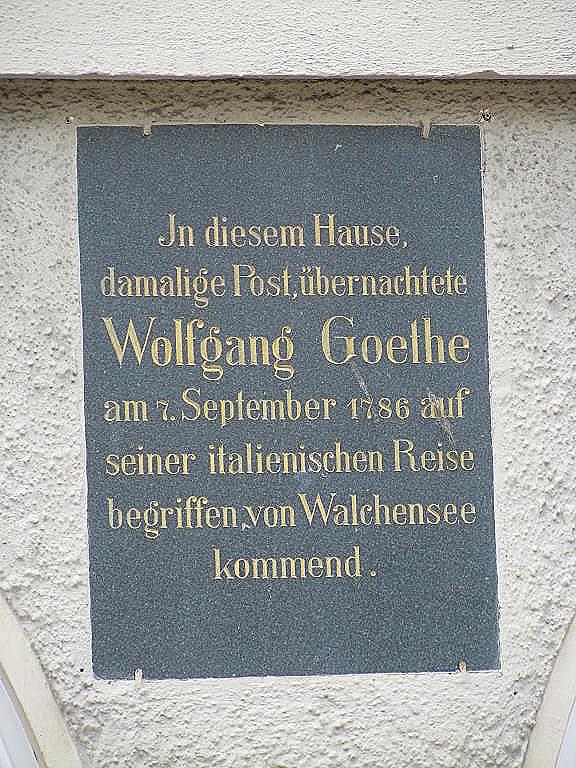 In diesem Hause,
damalige Post, übernachtete
Wolfgang Goethe
am 7. September 1786 auf
seiner italienischen Reise
begriffen, von Walchensee
kommend.